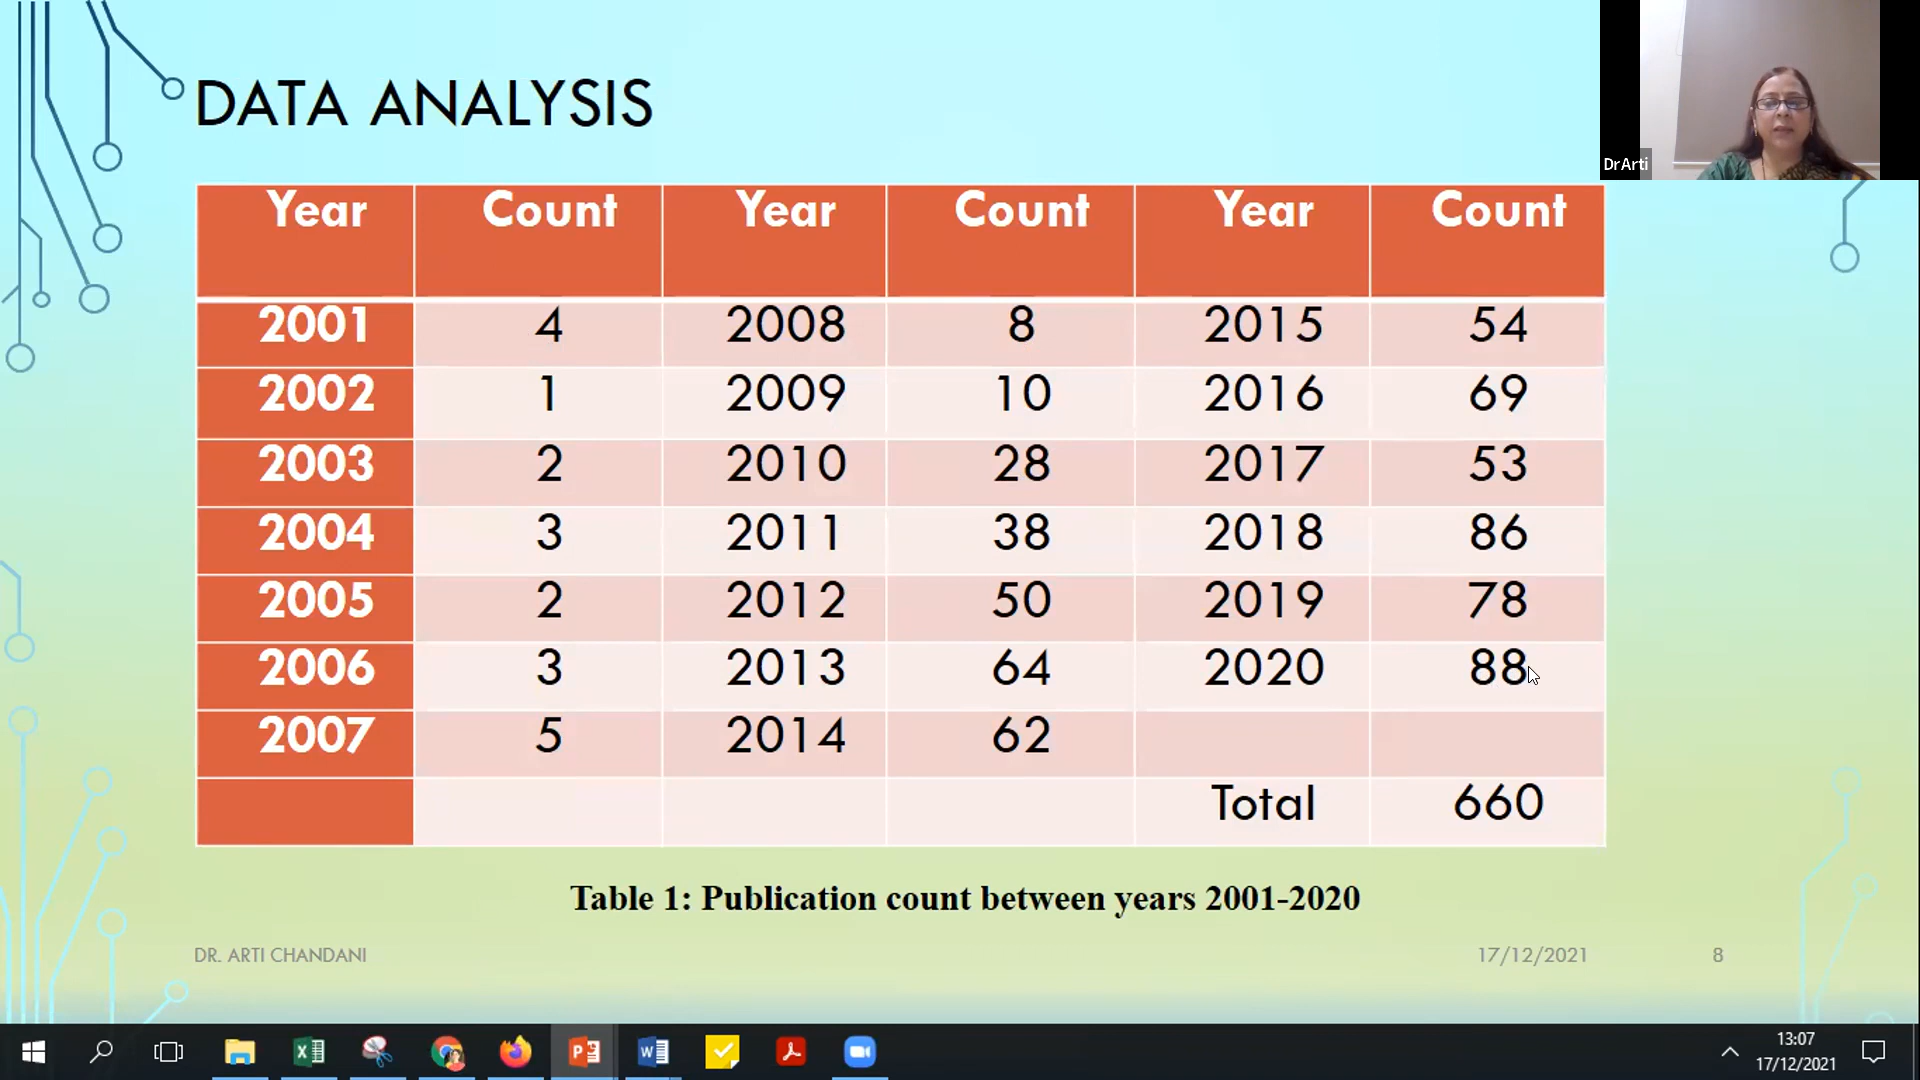 DATA ANALYSIS
DrArti
Year Count Year Count Year Count
2001 4 2008 8 2015 54
2002 1 2009 10 2016 69
2003 2 2010 28 2017 53
2004 3 2011 38 2018 86
2005 2 2012 50 2019 78
2006 3 2013 64 2020 88
2007 5 2014 62
Total 660
Table 1: Publication count between years 2001-2020
DR. ARTI CHANDANI 17/12/2021 8
13:07
17/12/2021